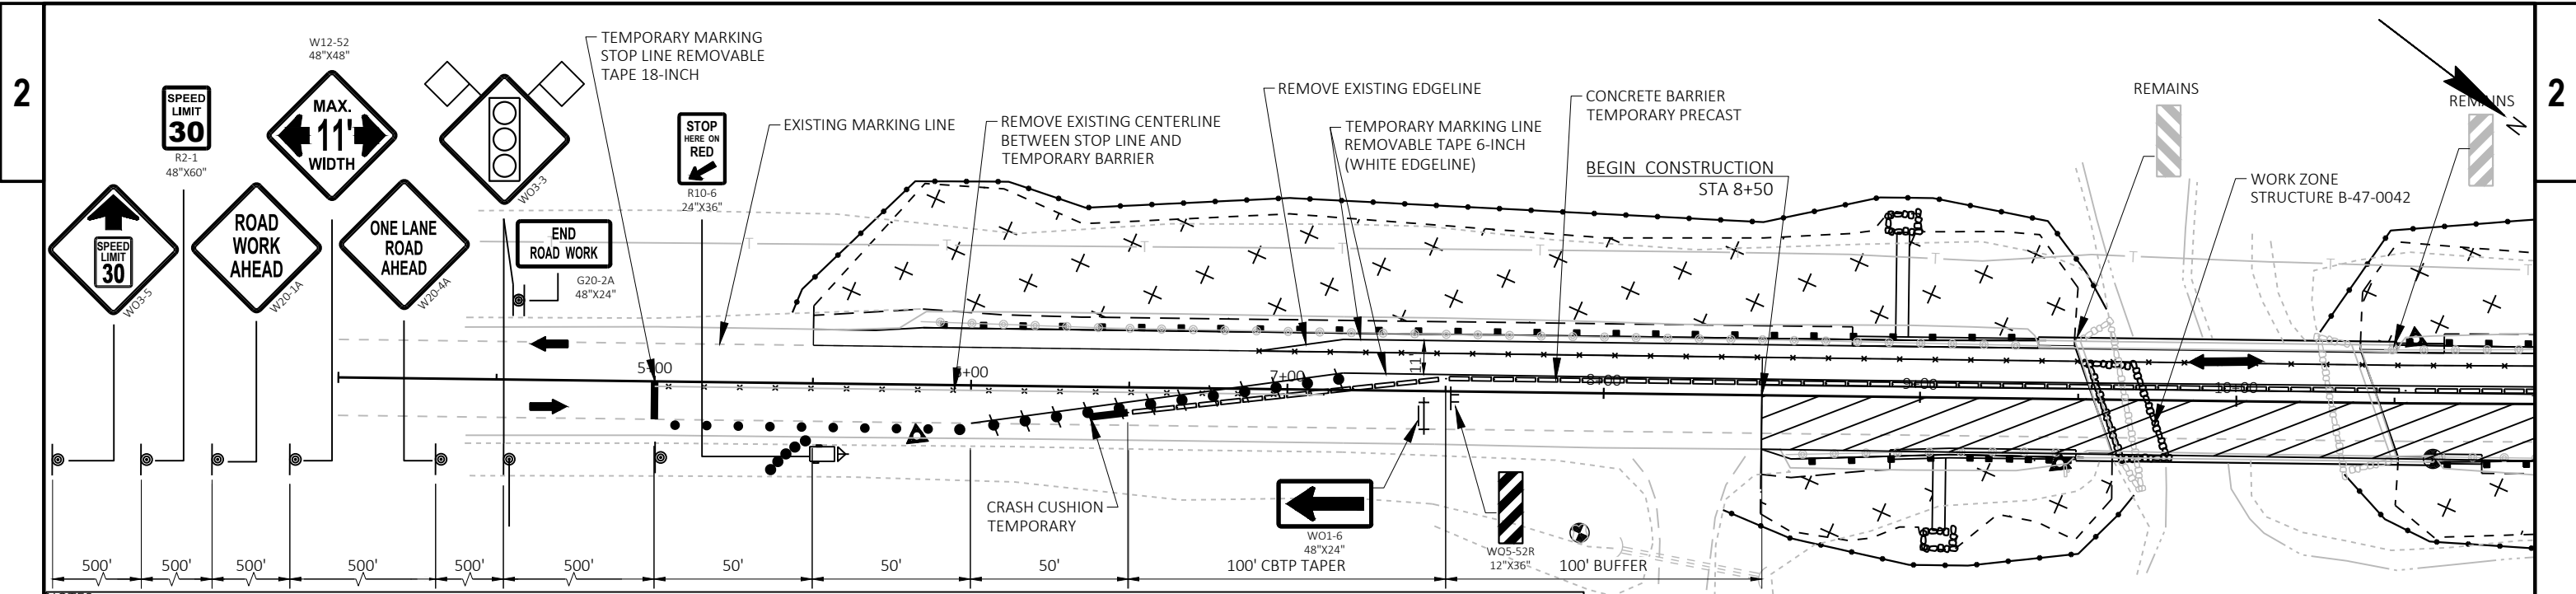 2
2
W12-52
48"X48"
SPEED
LIMIT
30
R2-1
48"X60"
MAX.
11'
WIDTH
W03-3
TEMPORARY MARKING
STOP LINE REMOVABLE
TAPE 18-INCH
STOP
HERE ON
RED
R10-6
24"X36"
EXISTING MARKING LINE
REMOVE EXISTING CENTERLINE
BETWEEN STOP LINE AND
TEMPORARY BARRIER
REMOVE EXISTING EDGELINE
TEMPORARY MARKING LINE
REMOVABLE TAPE 6-INCH
(WHITE EDGELINE)
CONCRETE BARRIER
TEMPORARY PRECAST
BEGIN CONSTRUCTION
STA 8+50
REMAINS
REMAINS
N
WORK ZONE
STRUCTURE B-47-0042
SPEED
LIMIT
30
W03-5
ROAD
WORK
AHEAD
W20-1A
ONE LANE
ROAD
AHEAD
W20-4A
END
ROAD WORK
G20-2A
48"X24"
T
T
T
T
T
T
T
T
T
11'
5+00
6+00
7+00
8+00
9+00
10+00
CRASH CUSHION
TEMPORARY
W01-6
48"X24"
W05-52R
12"X36"
500'
500'
500'
500'
500'
500'
50'
50'
50'
100' CBTP TAPER
100' BUFFER